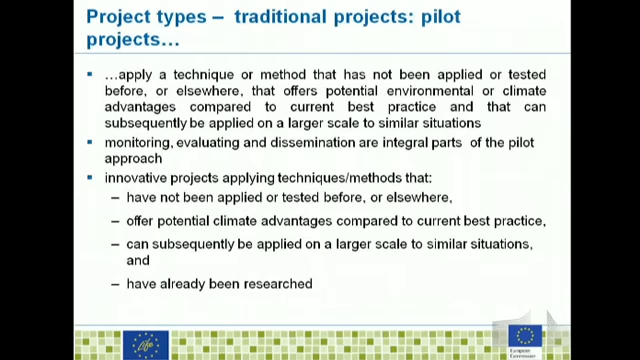 Project types – traditional projects: pilot
projects…
…apply a technique or method that has not been applied or tested
before, or elsewhere, that offers potential environmental or climate
advantages compared to current best practice and that can
subsequently be applied on a larger scale to similar situations
monitoring, evaluating and dissemination are integral parts of the pilot
approach
innovative projects applying techniques/methods that:
– have not been applied or tested before, or elsewhere,
– offer potential climate advantages compared to current best practice,
– can subsequently be applied on a larger scale to similar situations,
and
– have already been researched
life
European
Commission